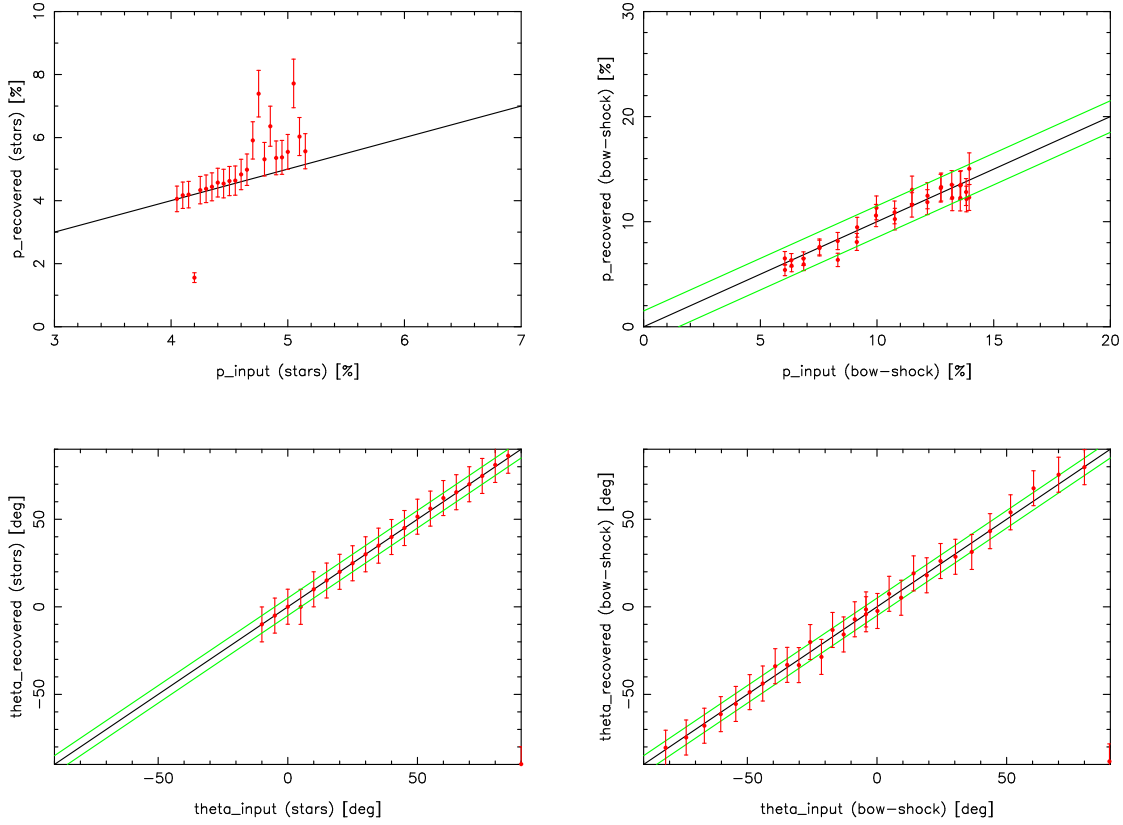 p_recovered (stars) [%]
10
8
6
4
2
0
3 4 5 6 7
p_input (stars) [%]
p_recovered (bow-shock) [%]
30
20
10
0
0 5 10 15 20
p_input (bow-shock) [%]
theta_recovered (stars) [deg]
50
0
-50
-50 0 50
theta_input (stars) [deg]
theta_recovered (bow-shock) [deg]
50
0
-50
-50 0 50
theta_input (bow-shock) [deg]